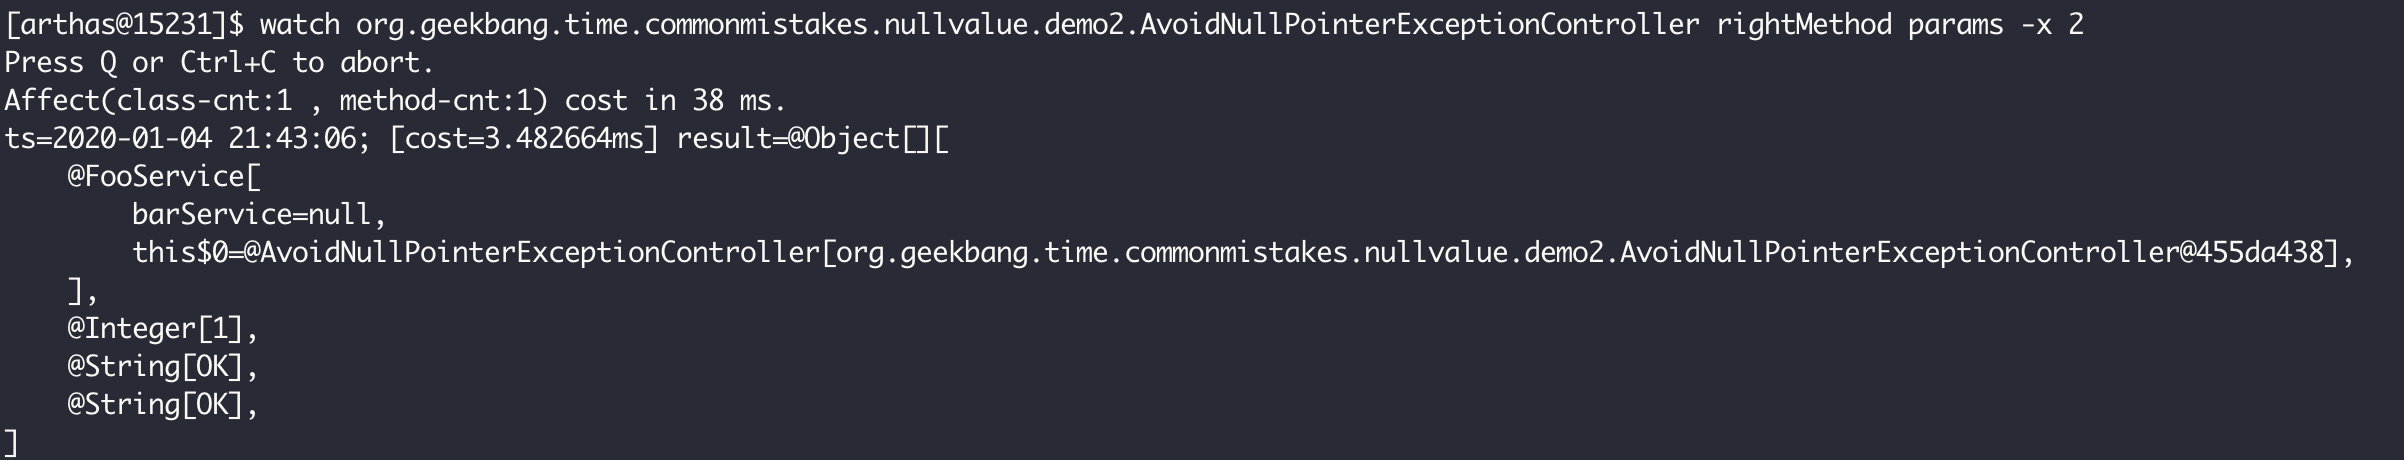 [arthas@15231]$ watch org.geekbang.time.commonmistakes.nullvalue.demo2.AvoidNullPointerExceptionController rightMethod params -x 2
Press Q or Ctrl+C to abort.
Affect(class-cnt:1 , method-cnt:1) cost in 38 ms.
ts=2020-01-04 21:43:06; [cost=3.482664ms] result=@Object[][
    @FooService[
        barService=null,
        this$0=@AvoidNullPointerExceptionController[org.geekbang.time.commonmistakes.nullvalue.demo2.AvoidNullPointerExceptionController@455da438],
    ],
    @Integer[1],
    @String[OK],
    @String[OK],
]